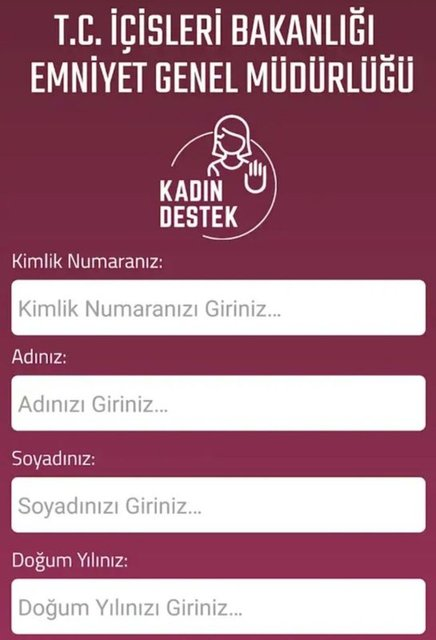 T.C. İÇİSLERİ BAKANLIĞI
EMNİYET GENEL MÜDÜRLÜĞÜ
KADIN
DESTEK
Kimlik Numaranız:
Kimlik Numaranızı Giriniz...
Adınız:
Adınızı Giriniz...
Soyadınız:
Soyadınızı Giriniz...
Doğum Yılınız:
Doğum Yılınızı Giriniz...